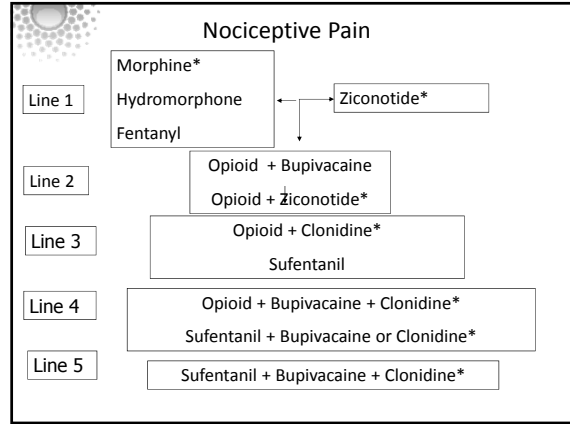 Nociceptive Pain
Line 1
Morphine*
Hydromorphone
Fentanyl
Ziconotide*
Line 2
Opioid + Bupivacaine
Opioid + Ziconotide*
Line 3
Opioid + Clonidine*
Sufentanil
Line 4
Opioid + Bupivacaine + Clonidine*
Sufentanil + Bupivacaine or Clonidine*
Line 5
Sufentanil + Bupivacaine + Clonidine*